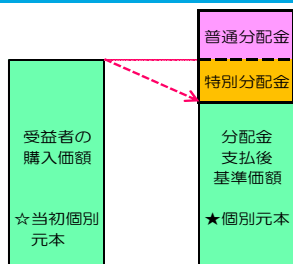 普通分配金
特別分配金
受益者の
購入価額
☆当初個別
元本
分配金
支払後
基準価額
★個別元本